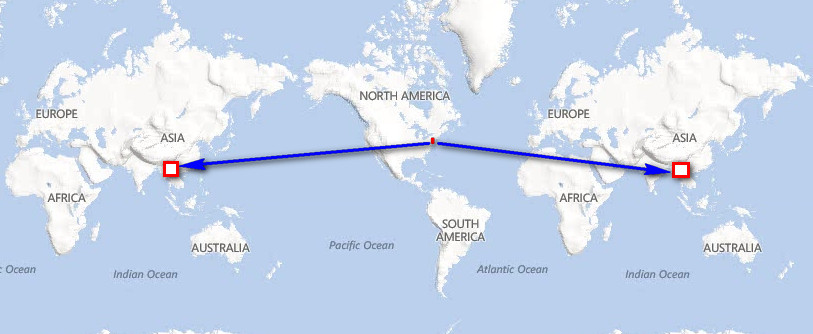 NORTH AMERICA
EUROPE
EUROPE
ASIA
ASIA
AFRICA
AFRICA
SOUTH
AMERICA
AUSTRALIA
AUSTRALIA
Pacific Ocean
c Ocean
Indian Ocean
Atlantic Ocean
Indian Ocean